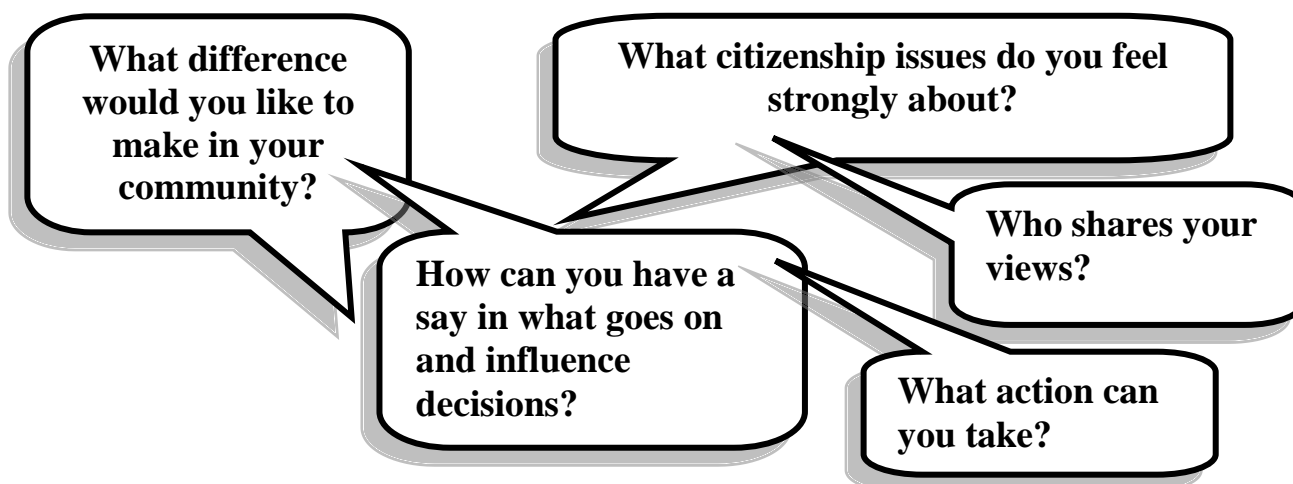 What difference
would you like to
make in your
community?
What citizenship issues do you feel
strongly about?
Who shares your
views?
How can you have a
say in what goes on
and influence
decisions?
What action can
you take?